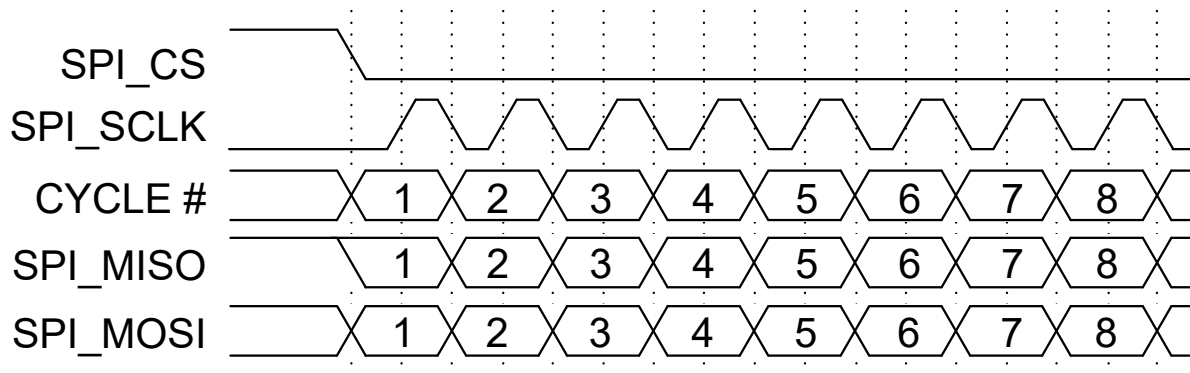 SPI_CS
SPI_SCLK
CYCLE # 1 2 3 4 5 6 7 8
SPI_MISO 1 2 3 4 5 6 7 8
SPI_MOSI 1 2 3 4 5 6 7 8